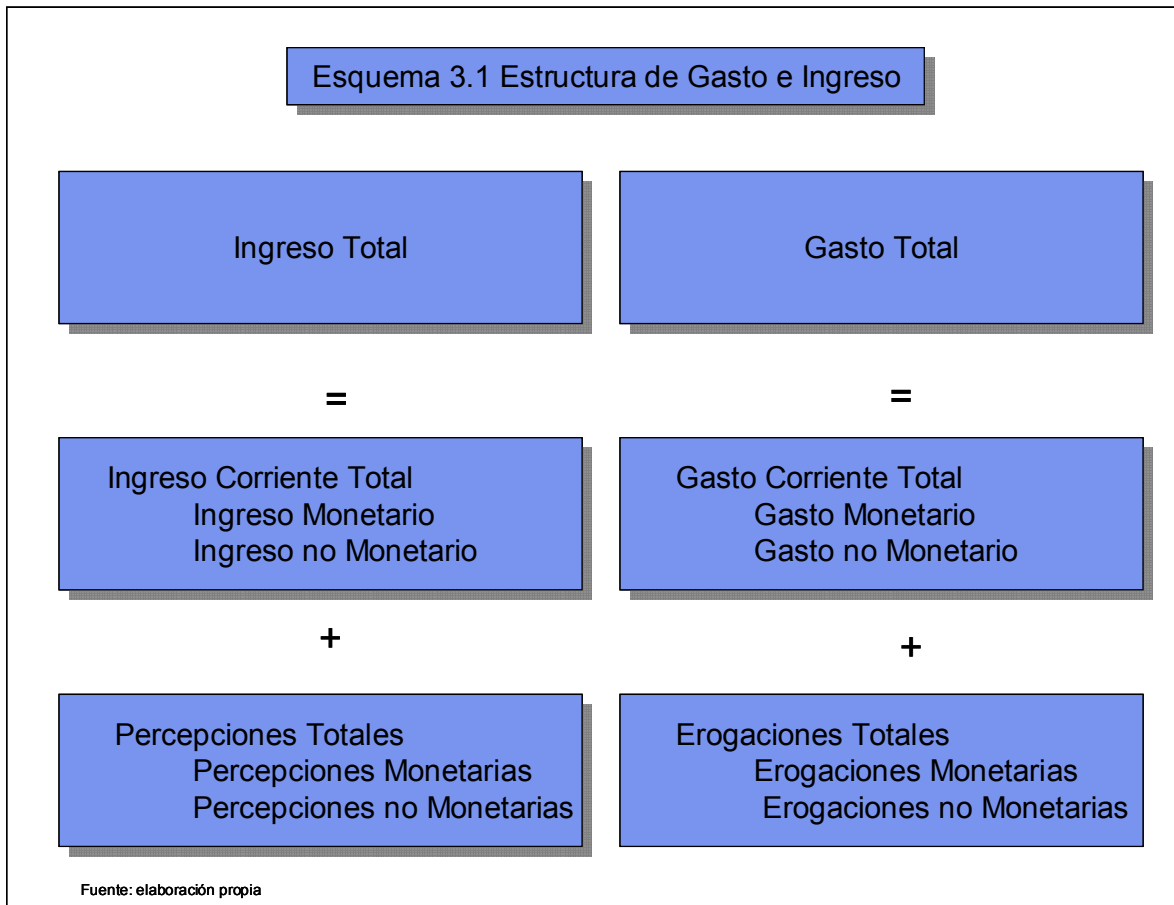 Esquema 3.1 Estructura de Gasto e Ingreso
Ingreso Total
=
Ingreso Corriente Total
Ingreso Monetario
Ingreso no Monetario
+
Percepciones Totales
Percepciones Monetarias
Percepciones no Monetarias
Gasto Total
=
Gasto Corriente Total
Gasto Monetario
Gasto no Monetario
+
Erogaciones Totales
Erogaciones Monetarias
Erogaciones no Monetarias
Fuente: elaboración propia